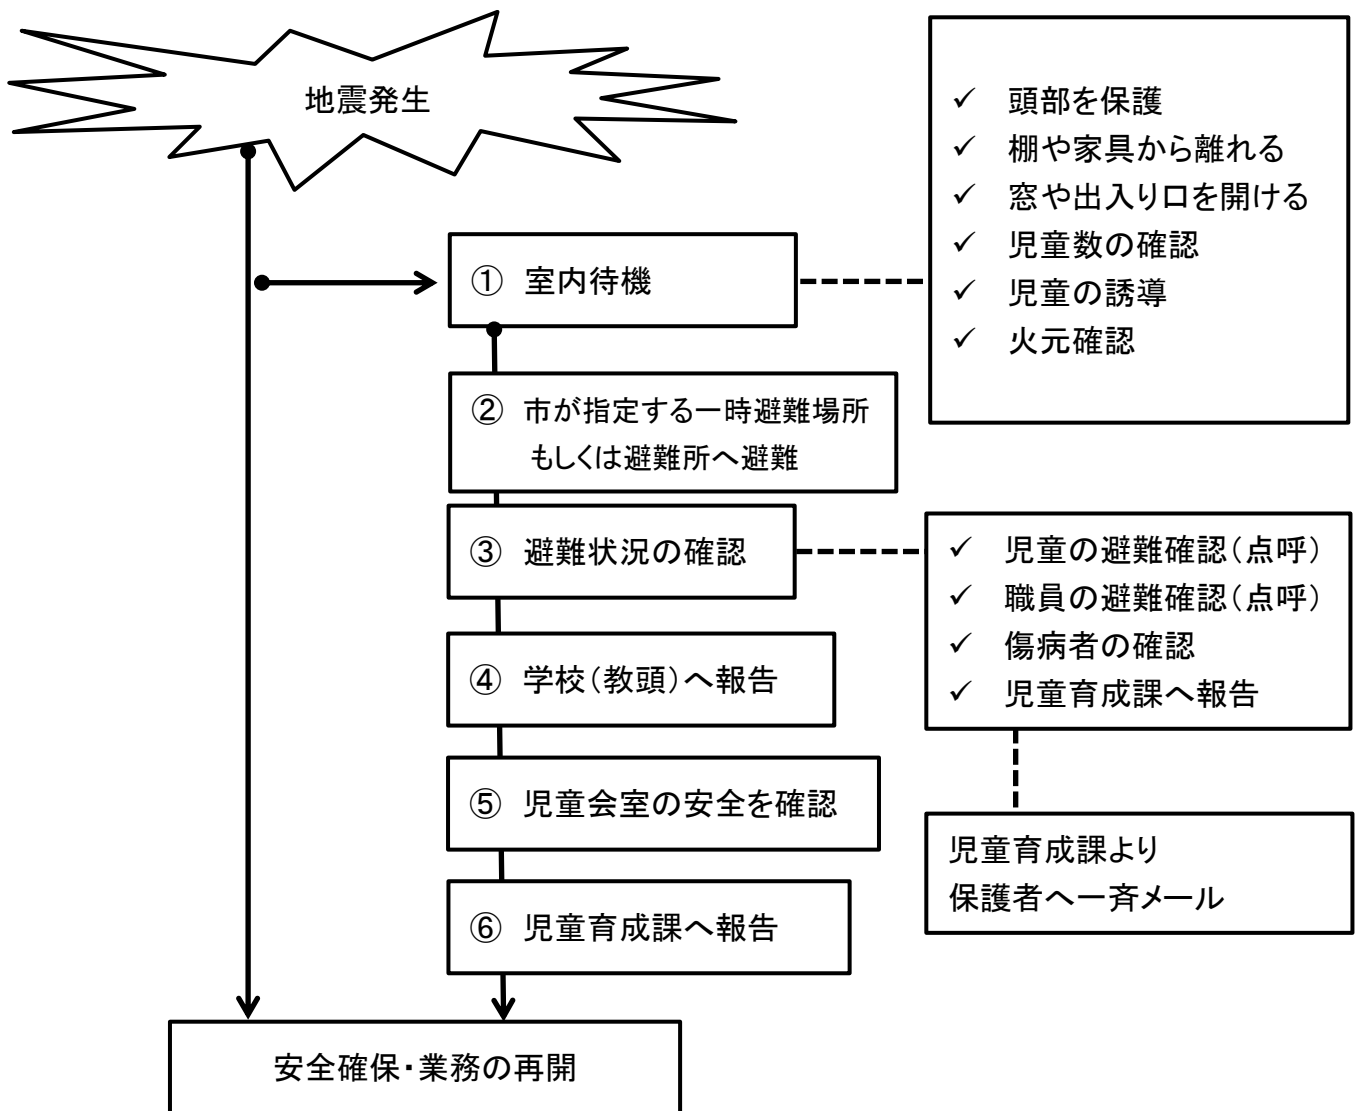 地震発生
✓ 頭部を保護
✓ 棚や家具から離れる
✓ 窓や出入り口を開ける
✓ 児童数の確認
✓ 児童の誘導
✓ 火元確認
① 室内待機
② 市が指定する一時避難場所
もしくは避難所へ避難
③ 避難状況の確認
✓ 児童の避難確認(点呼)
✓ 職員の避難確認(点呼)
✓ 傷病者の確認
✓ 児童育成課へ報告
④ 学校(教頭)へ報告
⑤ 児童会室の安全を確認
児童育成課より
保護者へ一斉メール
⑥ 児童育成課へ報告
安全確保・業務の再開